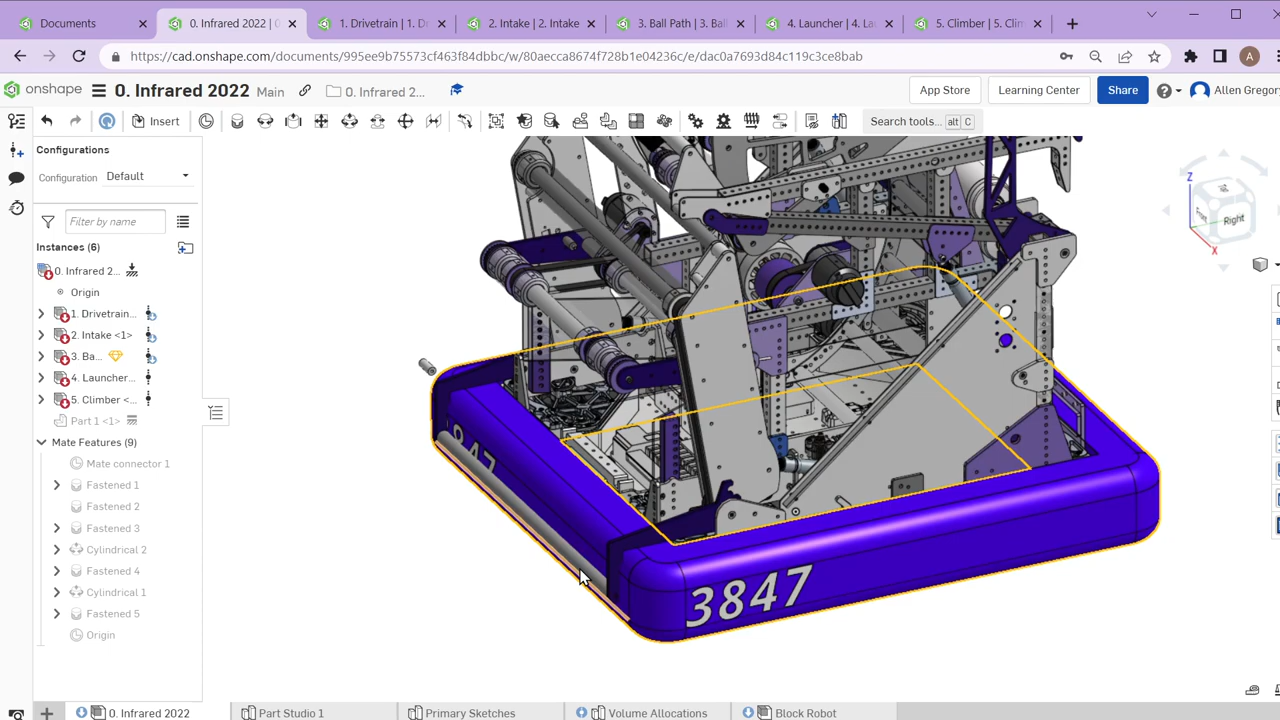 Documents
0. Infrared 2022 | 0
1. Drivetrain | 1. D
2. Intake | 2. Intake
3. Ball Path | 3. Bal
4. Launcher | 4. La
5. Climber | 5. Clim
https://cad.onshape.com/documents/995ee9b75573cf463f84dbbc/w/80aecca8674f728b1e04236c/e/dac0a7693d84c119c3ce8bab
A
onshape
0. Infrared 2022
Main
0. Infrared 2...
App Store
Learning Center
Share
Allen Gregory
Insert
Search tools...
alt
C
Configurations
Configuration
Default
Filter by name
Instances (6)
0. Infrared 2...
Origin
1. Drivetrain...
2. Intake <1>
3. Ba...
4. Launcher...
5. Climber <...
Part 1 <1>
Mate Features (9)
Mate connector 1
Fastened 1
Fastened 2
Fastened 3
Cylindrical 2
Fastened 4
Cylindrical 1
Fastened 5
Origin
Z
Right
X
847
3847
0. Infrared 2022
Part Studio 1
Primary Sketches
Volume Allocations
Block Robot